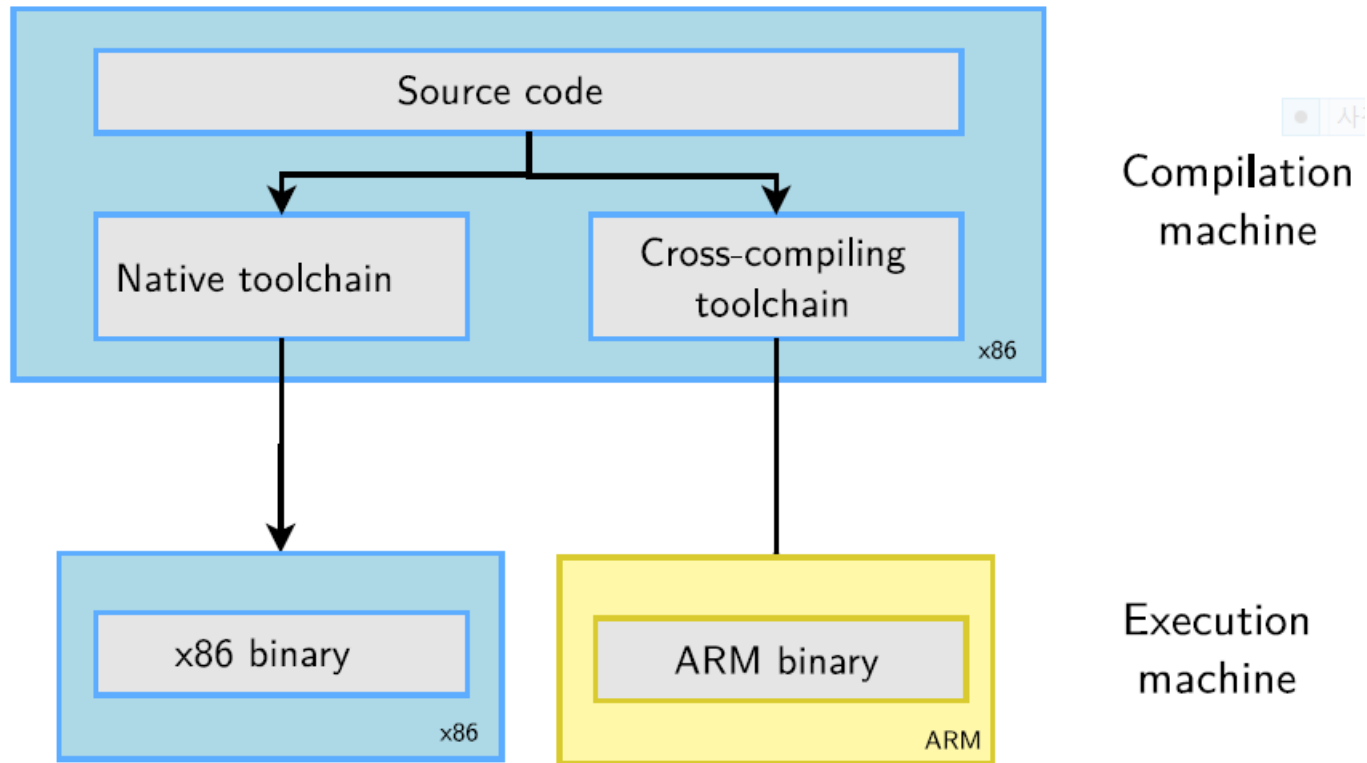 Source code
Compilation
machine
Native toolchain
Cross-compiling
toolchain
x86
x86 binary
x86
ARM binary
ARM
Execution
machine